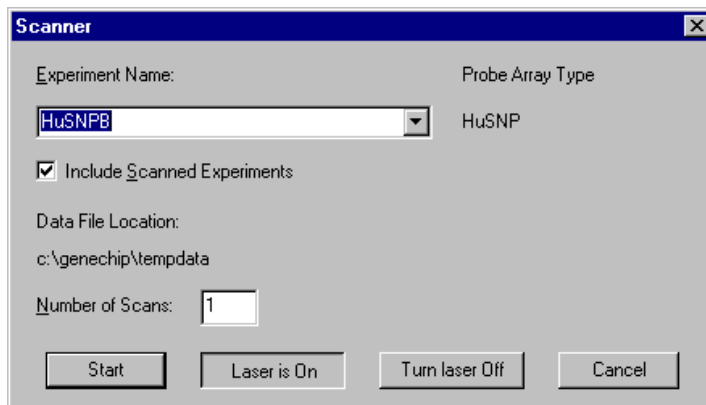 Scanner
Experiment Name:
Probe Array Type
HuSNPB
HuSNP
Include Scanned Experiments
Data File Location:
c:\genechip\tempdata
Number of Scans: 1
Start Laser is On Turn laser Off Cancel